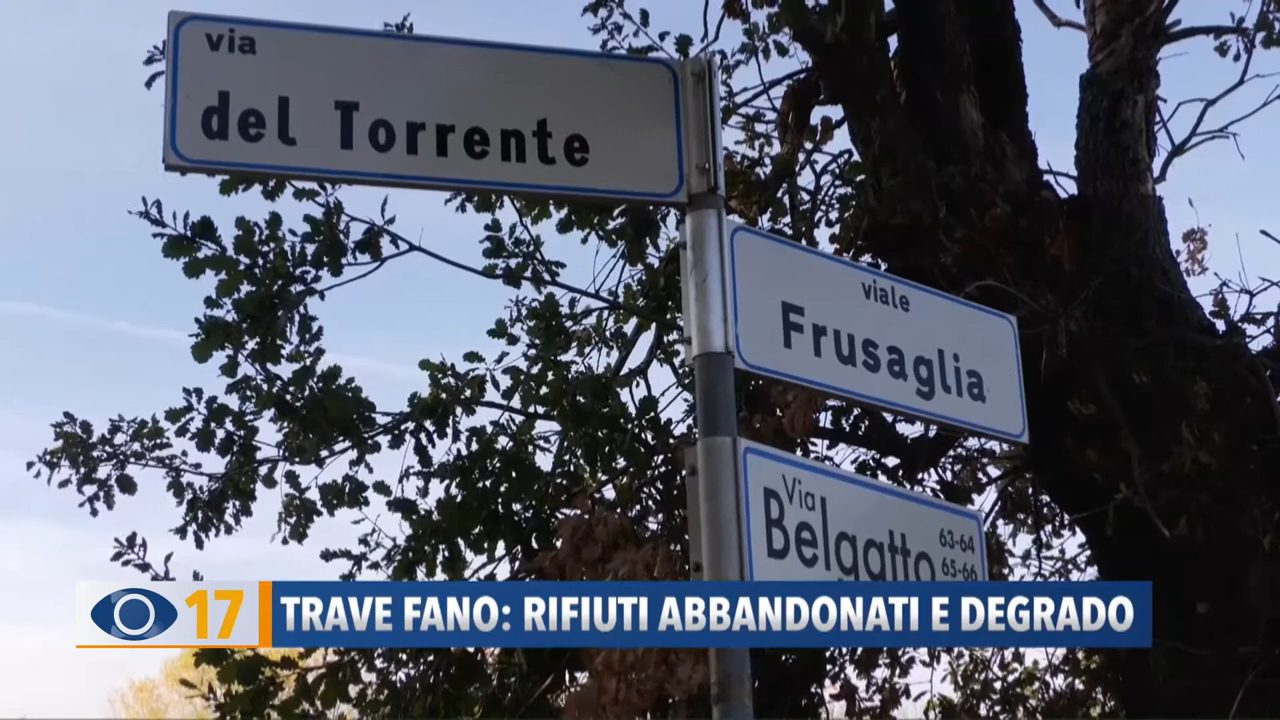 via
del Torrente
viale
Frusaglia
Via
Belgatto
63-64
65-66
17
TRAVE FANO: RIFIUTI ABBANDONATI E DEGRADO